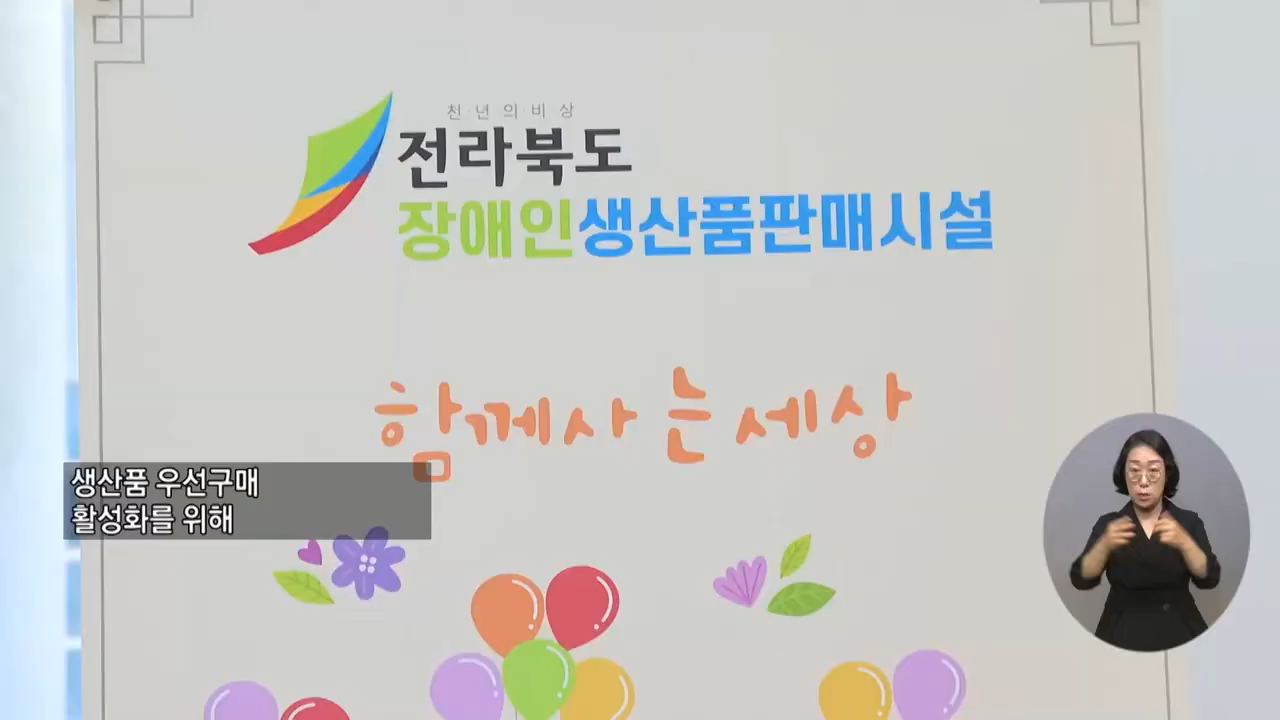 천·년의·비상
전라북도
장애인생산품판매시설
함께사는세상
생산품 우선구매
활성화를 위해